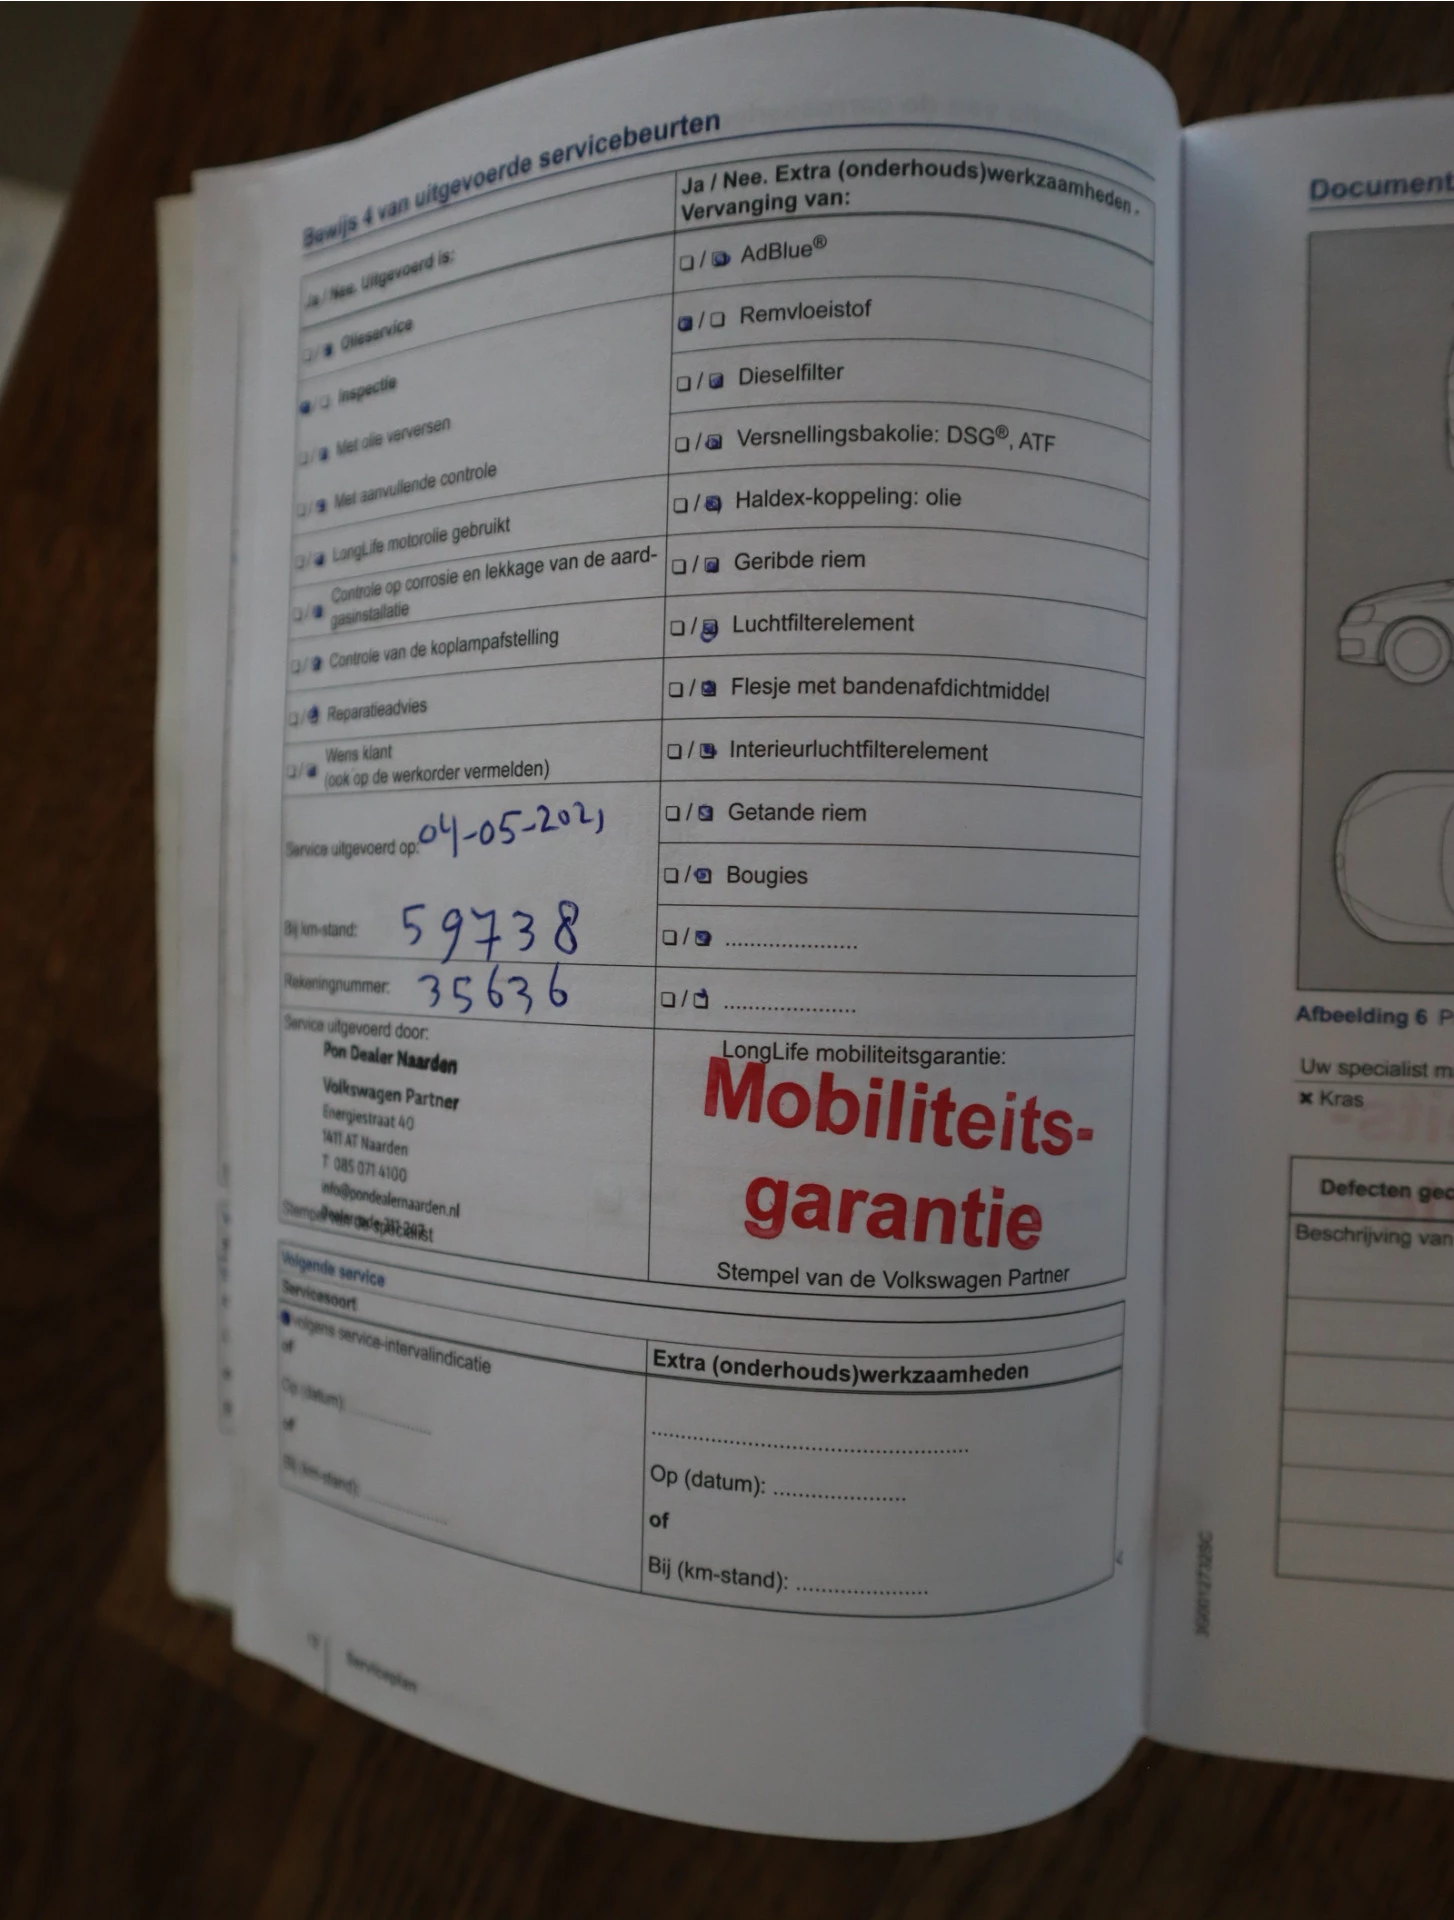 Bewijs 4 van uitgevoerde servicebeurten
Ja / Nee. Uitgevoerd is:
Olieservice
Inspectie
Met olie verversen
Met aanvullende controle
LongLife motorolie gebruikt
Controle op corrosie en lekkage van de aard-
gasinstallatie
Controle van de koplampafstelling
Reparatieadvies
Wens klant
(ook op de werkorder vermelden)
Service uitgevoerd op: 04-05-2021
Bij km-stand: 59738
Rekeningnummer: 35636
Service uitgevoerd door:
Pon Dealer Naarden
Volkswagen Partner
Energiestraat 40
1411 AT Naarden
T 085 071 4100
info@pondealernaarden.nl
Stempel van de specialist
Ja / Nee. Extra (onderhouds)werkzaamheden -
Vervanging van:
AdBlue®
Remvloeistof
Dieselfilter
Versnellingsbakolie: DSG®, ATF
Haldex-koppeling: olie
Geribde riem
Luchtfilterelement
Flesje met bandenafdichtmiddel
Interieurluchtfilterelement
Getande riem
Bougies
.....................
.....................
LongLife mobiliteitsgarantie:
Mobiliteits-
garantie
Stempel van de Volkswagen Partner
Volgende service
Servicesoort
volgens service-intervalindicatie
of
Op (datum): ..............
of
Bij (km-stand): ..............
Extra (onderhouds)werkzaamheden
..................................................
Op (datum): .....................
of
Bij (km-stand): .....................
Serviceplan
3G0012732SC
Document
Afbeelding 6 P
Uw specialist m
× Kras
Defecten gec
Beschrijving van